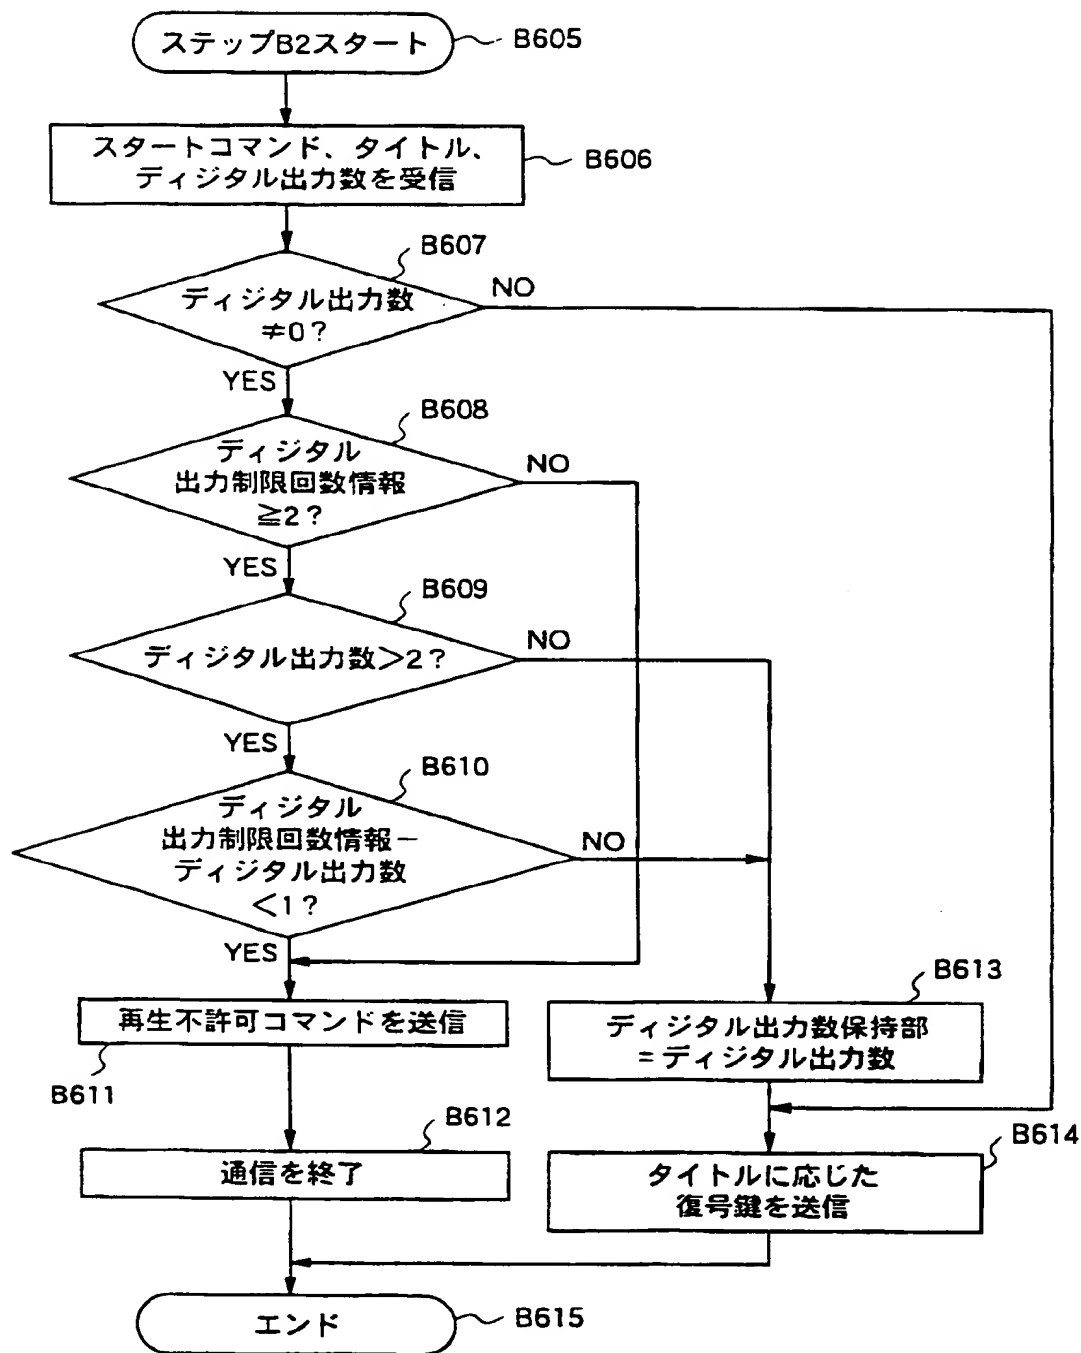 ステップB2スタート
B605
スタートコマンド、タイトル、
ディジタル出力数を受信
B606
B607
ディジタル出力数
≠0?
NO
YES
B608
ディジタル
出力制限回数情報
≧2?
NO
YES
B609
ディジタル出力数>2?
NO
YES
B610
ディジタル
出力制限回数情報−
ディジタル出力数
<1?
NO
YES
再生不許可コマンドを送信
B611
B613
ディジタル出力数保持部
=ディジタル出力数
B612
通信を終了
B614
タイトルに応じた
復号鍵を送信
エンド
B615